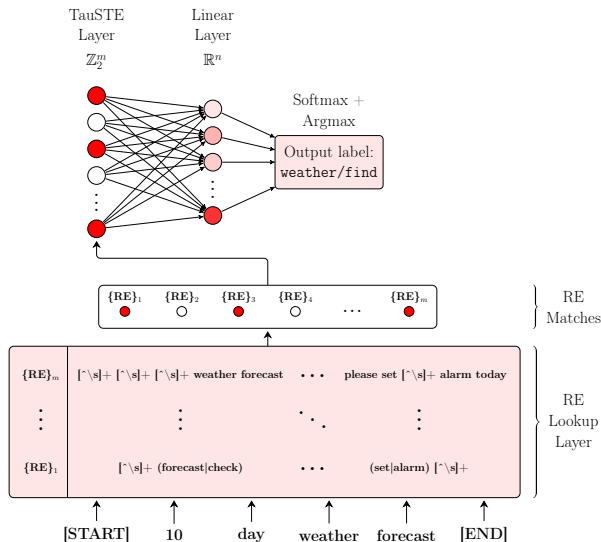 TauSTE
Layer
ℤ₂ᵐ
Linear
Layer
ℝⁿ
Softmax +
Argmax
Output label:
weather/find
{RE}₁ {RE}₂ {RE}₃ {RE}₄ ··· {RE}ₘ
RE
Matches
{RE}ₘ [^\s]+ [^\s]+ [^\s]+ weather forecast ··· please set [^\s]+ alarm today
{RE}₁ [^\s]+ (forecast|check) ··· (set|alarm) [^\s]+
RE
Lookup
Layer
[START] 10 day weather forecast [END]